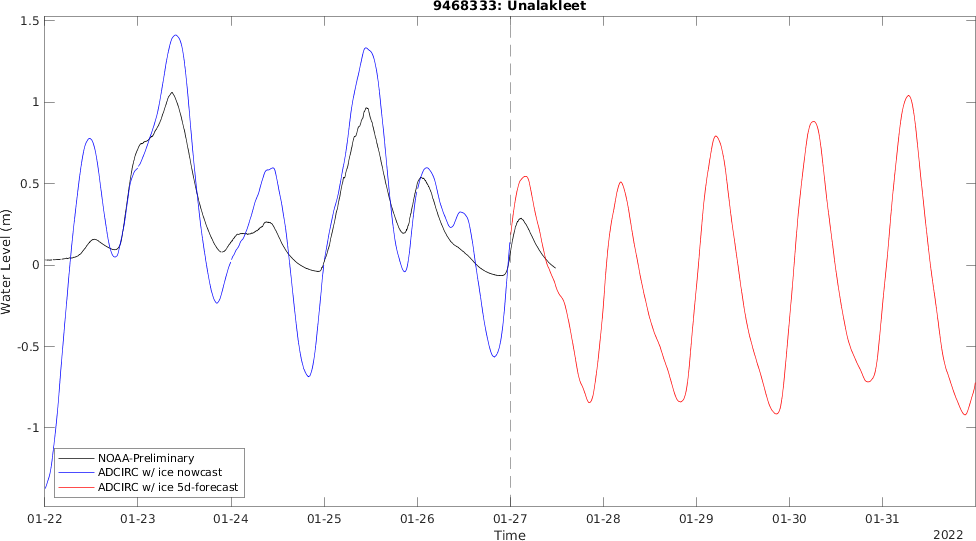 9468333: Unalakleet
1.5
1
0.5
0
-0.5
-1
Water Level (m)
NOAA-Preliminary
ADCIRC w/ ice nowcast
ADCIRC w/ ice 5d-forecast
01-22 01-23 01-24 01-25 01-26 01-27 01-28 01-29 01-30 01-31
Time
2022